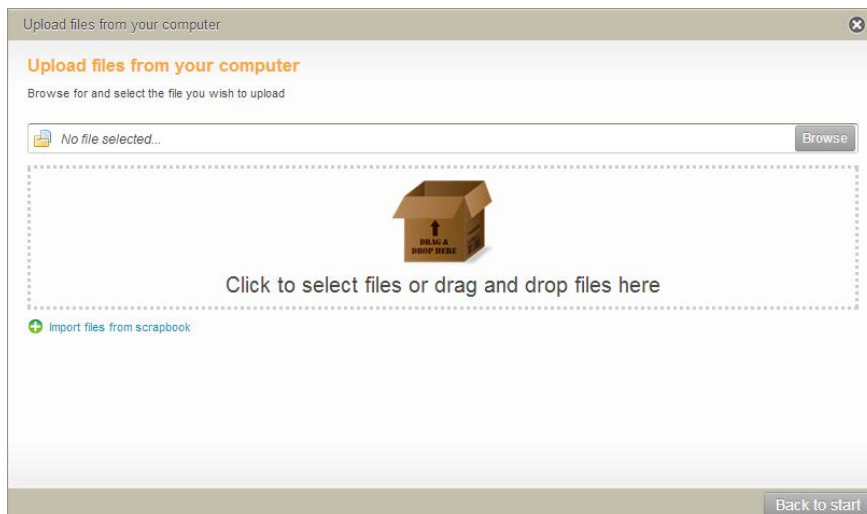 Upload files from your computer
Upload files from your computer
Browse for and select the file you wish to upload
No file selected...
Browse
DRAG &
DROP HERE
Click to select files or drag and drop files here
Import files from scrapbook
Back to start